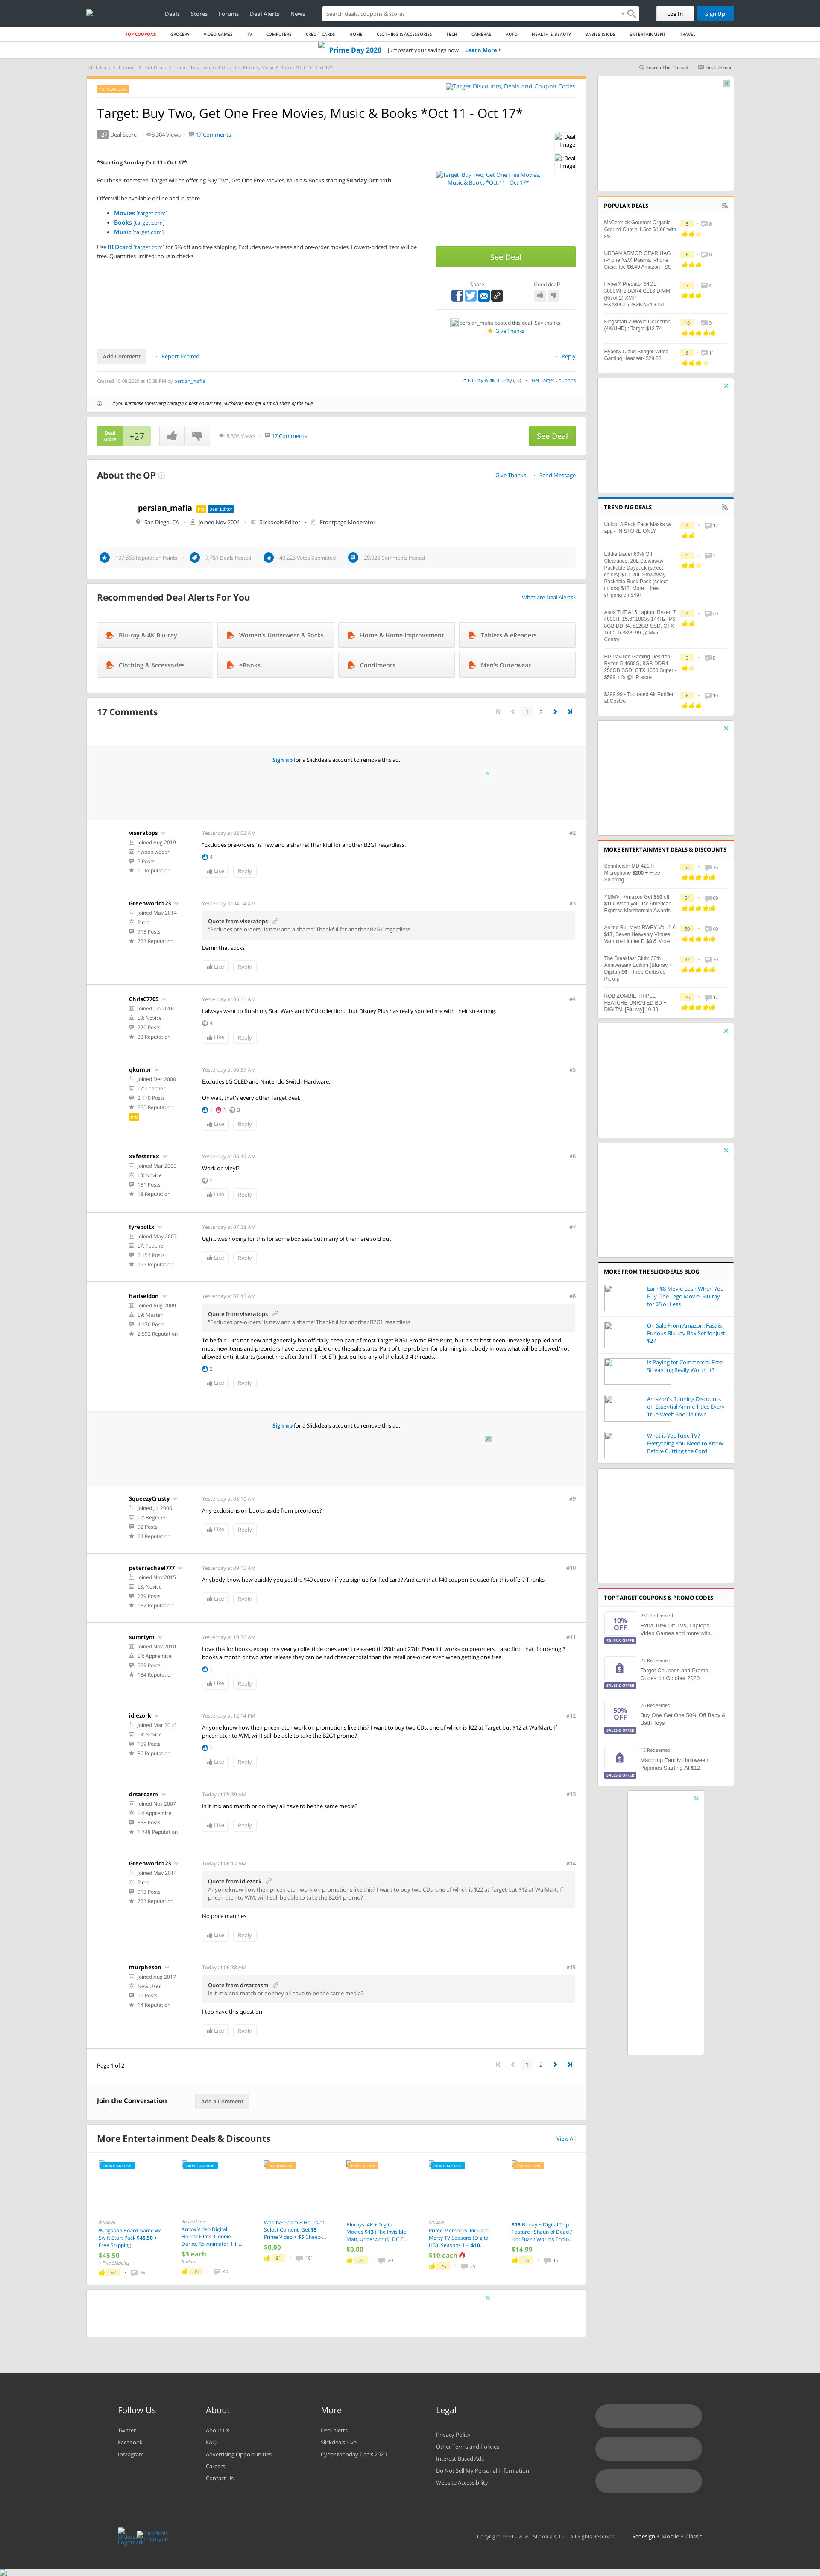 Deals Stores Forums Deal Alerts News
Search deals, coupons & stores
Log In Sign Up
TOP COUPONS GROCERY VIDEO GAMES TV COMPUTERS CREDIT CARDS HOME CLOTHING & ACCESSORIES TECH CAMERAS AUTO HEALTH & BEAUTY BABIES & KIDS ENTERTAINMENT TRAVEL
Prime Day 2020 Jumpstart your savings now Learn More ›
Slickdeals > Forums > Hot Deals > Target: Buy Two, Get One Free Movies, Music & Books *Oct 11 - Oct 17*
Search This Thread First Unread
POPULAR DEAL
Target Discounts, Deals and Coupon Codes
Target: Buy Two, Get One Free Movies, Music & Books *Oct 11 - Oct 17*
+27 Deal Score 8,304 Views 17 Comments
*Starting Sunday Oct 11 - Oct 17*
For those interested, Target will be offering Buy Two, Get One Free Movies, Music & Books starting Sunday Oct 11th.
Offer will be available online and in-store.
Movies [target.com]
Books [target.com]
Music [target.com]
Use REDcard [target.com] for 5% off and free shipping. Excludes new-release and pre-order movies. Lowest-priced item will be free. Quantities limited; no rain checks.
Deal Image
Deal Image
Target: Buy Two, Get One Free Movies, Music & Books *Oct 11 - Oct 17*
See Deal
Share
Good deal?
persian_mafia posted this deal. Say thanks!
Give Thanks
Add Comment Report Expired Reply
Created 10-08-2020 at 10:38 PM by persian_mafia
in Blu-ray & 4K Blu-ray (14) Get Target Coupons
If you purchase something through a post on our site, Slickdeals may get a small share of the sale.
Deal Score +27
8,304 Views 17 Comments
See Deal
About the OP
Give Thanks Send Message
persian_mafia Pro Deal Editor
San Diego, CA Joined Nov 2004 Slickdeals Editor Frontpage Moderator
107,863 Reputation Points 7,751 Deals Posted 40,223 Votes Submitted 29,028 Comments Posted
Recommended Deal Alerts For You
What are Deal Alerts?
Blu-ray & 4K Blu-ray
Women's Underwear & Socks
Home & Home Improvement
Tablets & eReaders
Clothing & Accessories
eBooks
Condiments
Men's Outerwear
17 Comments
1 2
Sign up for a Slickdeals account to remove this ad.
viseratops
Joined Aug 2019
*woop woop*
3 Posts
10 Reputation
Yesterday at 02:02 AM #2
"Excludes pre-orders" is new and a shame! Thankful for another B2G1 regardless.
4
Like Reply
Greenworld123
Joined May 2014
Pimp
913 Posts
733 Reputation
Yesterday at 04:14 AM #3
Quote from viseratops
"Excludes pre-orders" is new and a shame! Thankful for another B2G1 regardless.
Damn that sucks
Like Reply
ChrisC7705
Joined Jun 2016
L3: Novice
270 Posts
33 Reputation
Yesterday at 05:11 AM #4
I always want to finish my Star Wars and MCU collection... but Disney Plus has really spoiled me with their streaming.
4
Like Reply
qkumbr
Joined Dec 2008
L7: Teacher
2,110 Posts
835 Reputation
Pro
Yesterday at 06:37 AM #5
Excludes LG OLED and Nintendo Switch Hardware.
Oh wait, that's every other Target deal.
1 1 3
Like Reply
xxfesterxx
Joined Mar 2005
L3: Novice
181 Posts
18 Reputation
Yesterday at 06:49 AM #6
Work on vinyl?
1
Like Reply
fyreboltx
Joined May 2007
L7: Teacher
2,153 Posts
197 Reputation
Yesterday at 07:38 AM #7
Ugh... was hoping for this for some box sets but many of them are sold out.
Like Reply
hariseldon
Joined Aug 2009
L9: Master
4,170 Posts
2,592 Reputation
Yesterday at 07:45 AM #8
Quote from viseratops
"Excludes pre-orders" is new and a shame! Thankful for another B2G1 regardless.
To be fair -- it's not new and generally has officially been part of most Target B2G1 Promo Fine Print, but it's at best been unevenly applied and most new items and preorders have been eligible once the sale starts. Part of the problem for planning is nobody knows what will be allowed/not allowed until it starts (sometime after 3am PT not ET). Just pull up any of the last 3-4 threads.
2
Like Reply
Sign up for a Slickdeals account to remove this ad.
SqueezyCrusty
Joined Jul 2006
L2: Beginner
92 Posts
24 Reputation
Yesterday at 08:10 AM #9
Any exclusions on books aside from preorders?
Like Reply
peterrachael777
Joined Nov 2015
L3: Novice
279 Posts
162 Reputation
Yesterday at 09:15 AM #10
Anybody know how quickly you get the $40 coupon if you sign up for Red card? And can that $40 coupon be used for this offer? Thanks
Like Reply
sumrtym
Joined Nov 2010
L4: Apprentice
389 Posts
184 Reputation
Yesterday at 10:36 AM #11
Love this for books, except my yearly collectible ones aren't released till 20th and 27th. Even if it works on preorders, I also find that if ordering 3 books a month or two after release they can be had cheaper in total there than the retail pre-order even when getting one free.
1
Like Reply
idlezork
Joined Mar 2016
L3: Novice
159 Posts
80 Reputation
Yesterday at 12:14 PM #12
Anyone know how their pricematch work on promotions like this? I want to buy two CDs, one of which is $22 at Target but $12 at WalMart. If I pricematch to WM, will I still be able to take the B2G1 promo?
1
Like Reply
drsarcasm
Joined Nov 2007
L4: Apprentice
368 Posts
1,748 Reputation
Today at 05:39 AM #13
Is it mix and match or do they all have to be the same media?
Like Reply
Greenworld123
Joined May 2014
Pimp
913 Posts
733 Reputation
Today at 06:17 AM #14
Quote from idlezork
Anyone know how their pricematch work on promotions like this? I want to buy two CDs, one of which is $22 at Target but $12 at WalMart. If I pricematch to WM, will I still be able to take the B2G1 promo?
No price matches
Like Reply
murpheson
Joined Aug 2017
New User
11 Posts
14 Reputation
Today at 06:38 AM #15
Quote from drsarcasm
Is it mix and match or do they all have to be the same media?
I too have this question
Like Reply
Page 1 of 2
1 2
Join the Conversation Add a Comment
More Entertainment Deals & Discounts View All
FRONTPAGE DEAL
Amazon
Wingspan Board Game w/ Swift Start Pack $45.50 + Free Shipping
$45.50
+ Free Shipping
57 35
FRONTPAGE DEAL
Apple iTunes
Arrow Video Digital Horror Films: Donnie Darko, Re-Animator, Hill...
$3 each
& More
55 40
POPULAR DEAL
Watch/Stream 8 Hours of Select Content, Get $5 Prime Video + $5 Cheez-...
$0.00
91 101
POPULAR DEAL
Blurays: 4K + Digital Movies $13 (The Invisible Man, Underworld), DC T...
$0.00
24 20
FRONTPAGE DEAL
Amazon
Prime Members: Rick and Morty TV Seasons (Digital HD): Seasons 1-4 $10...
$10 each
76 45
POPULAR DEAL
$15 Bluray + Digital Trip Feature : Shaun of Dead / Hot Fuzz / World's End o...
$14.99
18 16
POPULAR DEALS
McCormick Gourmet Organic Ground Cumin 1.5oz $1.66 with s/s
5 0
URBAN ARMOR GEAR UAG iPhone Xs/X Plasma iPhone Case, Ice $6.49 Amazon FSS
6 0
HyperX Predator 64GB 3000MHz DDR4 CL16 DIMM (Kit of 2) XMP HX430C16PB3K2/64 $191
7 4
Kingsman 2-Movie Collection (4K/UHD) : Target $12.74
18 9
HyperX Cloud Stinger Wired Gaming Headset- $29.66
8 11
TRENDING DEALS
Uniqlo 3 Pack Face Masks w/ app - IN STORE ONLY
4 12
Eddie Bauer 60% Off Clearance: 20L Stowaway Packable Daypack (select colors) $10, 20L Stowaway Packable Ruck Pack (select colors) $12, More + free shipping on $49+
5 3
Asus TUF A15 Laptop: Ryzen 7 4800H, 15.6" 1080p 144Hz IPS, 8GB DDR4, 512GB SSD, GTX 1660 Ti $899.99 @ Micro Center
4 20
HP Pavilion Gaming Desktop, Ryzen 5 4600G, 8GB DDR4, 256GB SSD, GTX 1650 Super - $599 + fs @HP store
3 8
$299.99 - Top rated Air Purifier at Costco
6 10
MORE ENTERTAINMENT DEALS & DISCOUNTS
Sennheiser MD 421-II Microphone $200 + Free Shipping
54 76
YMMV - Amazon Get $50 off $100 when you use American Express Membership Awards
54 69
Anime Blu-rays: RWBY Vol. 1-6 $17, Seven Heavenly Virtues, Vampire Hunter D $8 & More
50 40
The Breakfast Club: 30th Anniversary Edition (Blu-ray + Digital) $6 + Free Curbside Pickup
37 30
ROB ZOMBIE TRIPLE FEATURE UNRATED BD + DIGITAL [Blu-ray] 10.99
26 17
MORE FROM THE SLICKDEALS BLOG
Earn $8 Movie Cash When You Buy 'The Lego Movie' Blu-ray for $8 or Less
On Sale From Amazon: Fast & Furious Blu-ray Box Set for Just $27
Is Paying for Commercial-Free Streaming Really Worth It?
Amazon's Running Discounts on Essential Anime Titles Every True Weeb Should Own
What is YouTube TV? Everything You Need to Know Before Cutting the Cord
TOP TARGET COUPONS & PROMO CODES
10% OFF
SALES & OFFER
251 Redeemed
Extra 10% Off TVs, Laptops, Video Games and more with...
SALES & OFFER
2k Redeemed
Target Coupons and Promo Codes for October 2020
50% OFF
SALES & OFFER
26 Redeemed
Buy One Get One 50% Off Baby & Bath Toys
SALES & OFFER
15 Redeemed
Matching Family Halloween Pajamas Starting At $12
Follow Us
Twitter
Facebook
Instagram
About
About Us
FAQ
Advertising Opportunities
Careers
Contact Us
More
Deal Alerts
Slickdeals Live
Cyber Monday Deals 2020
Legal
Privacy Policy
Other Terms and Policies
Interest-Based Ads
Do Not Sell My Personal Information
Website Accessibility
Copyright 1999 - 2020, Slickdeals, LLC. All Rights Reserved. Redesign • Mobile • Classic